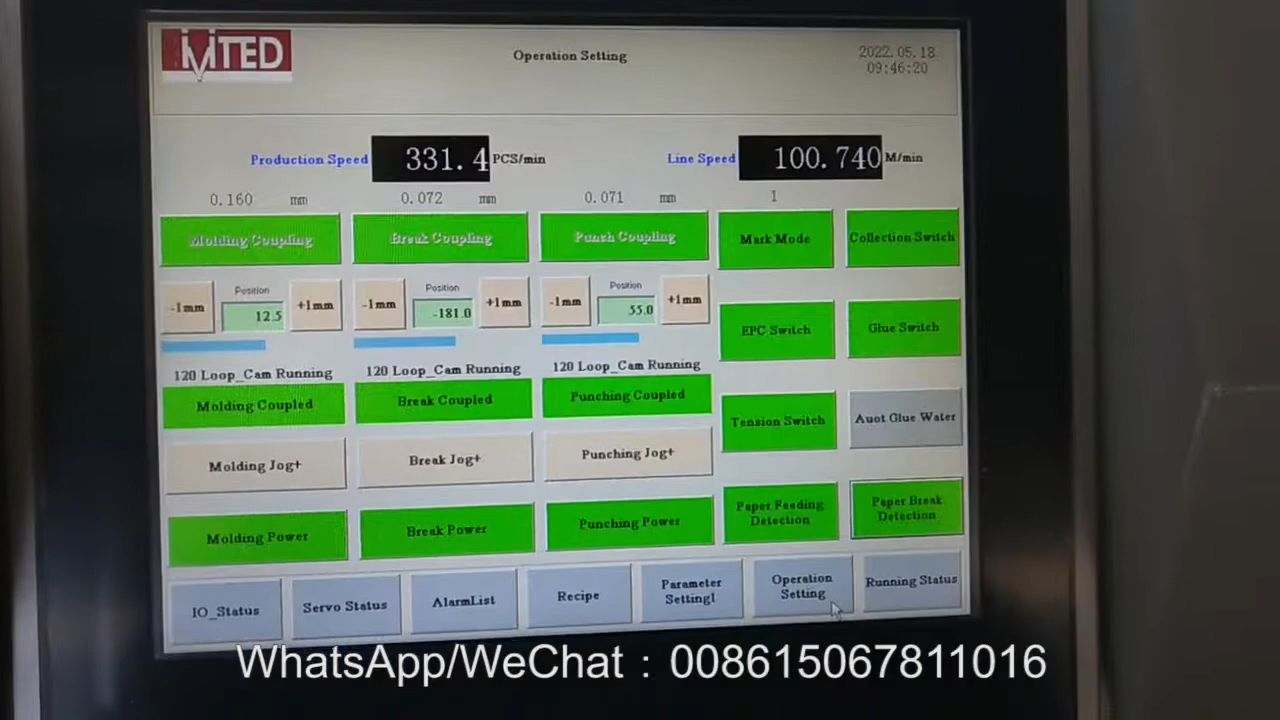 iMTED
Operation Setting
2022.05.18
09:46:20
Production Speed 331.4 PCS/min
Line Speed 100.740 M/min
0.160 mm
0.072 mm
0.071 mm
1
Molding Coupling
Break Coupling
Punch Coupling
Mark Mode
Collection Switch
-1mm
Position
12.5
+1mm
-1mm
Position
-181.0
+1mm
-1mm
Position
55.0
+1mm
EPC Switch
Glue Switch
120 Loop_Cam Running
120 Loop_Cam Running
120 Loop_Cam Running
Molding Coupled
Break Coupled
Punching Coupled
Tension Switch
Auot Glue Water
Molding Jog+
Break Jog+
Punching Jog+
Molding Power
Break Power
Punching Power
Paper Feeding
Detection
Paper Break
Detection
IO_Status
Servo Status
AlarmList
Recipe
Parameter
Setting1
Operation
Setting
Running Status
WhatsApp/WeChat：008615067811016